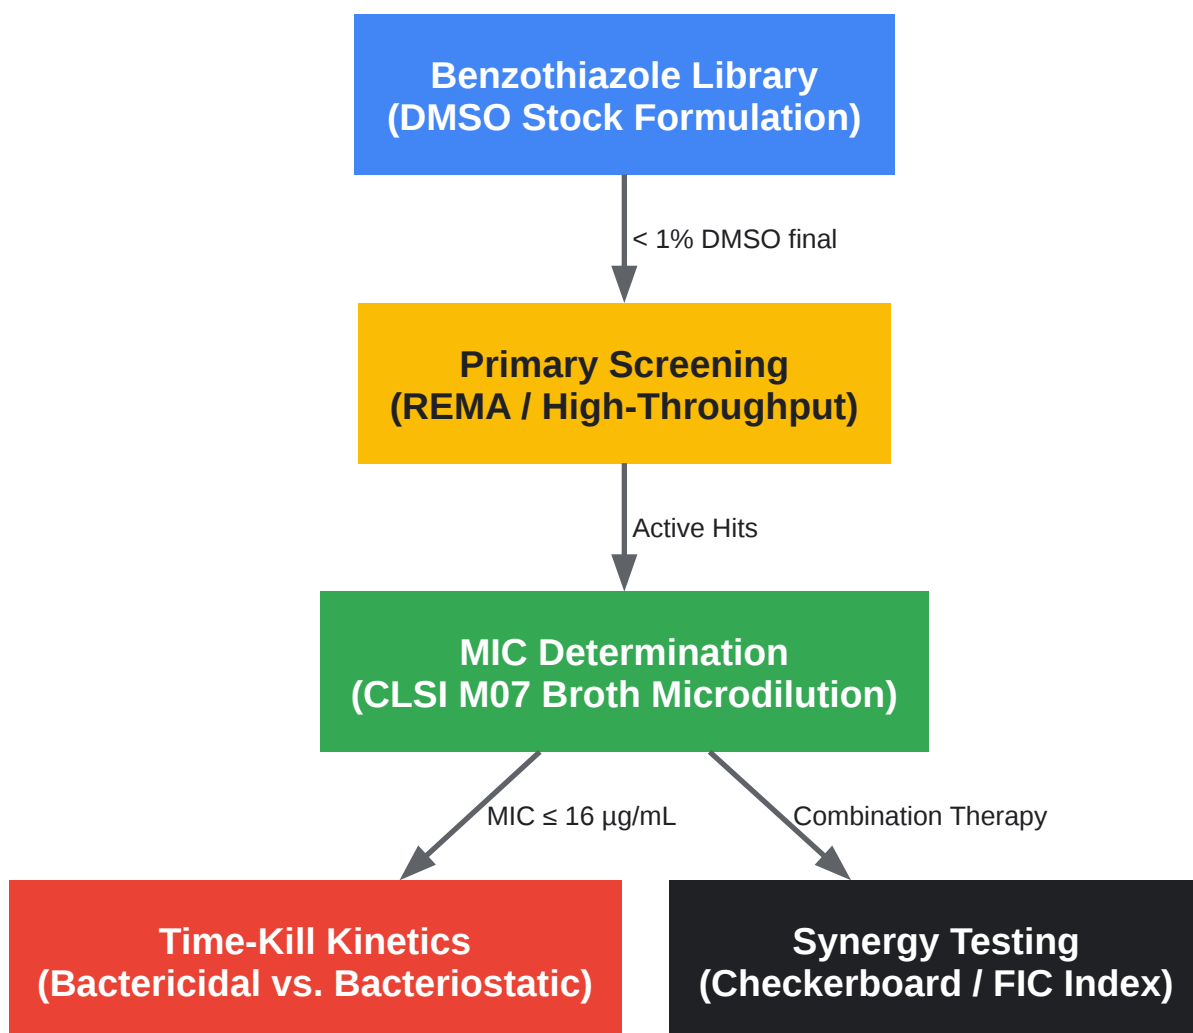 Benzothiazole Library
(DMSO Stock Formulation)
< 1% DMSO final
Primary Screening
(REMA / High-Throughput)
Active Hits
MIC Determination
(CLSI M07 Broth Microdilution)
MIC ≤ 16 µg/mL
Combination Therapy
Time-Kill Kinetics
(Bactericidal vs. Bacteriostatic)
Synergy Testing
(Checkerboard / FIC Index)